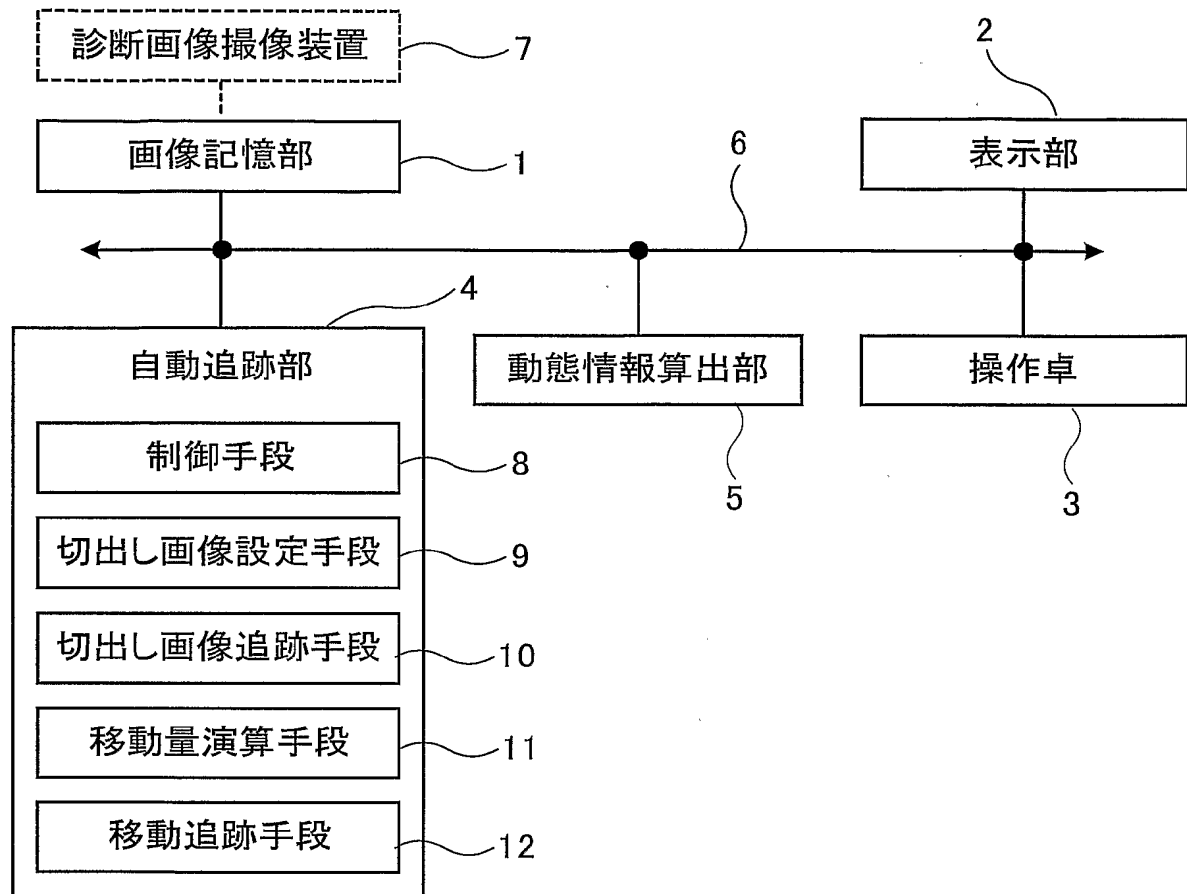 診断画像撮像装置
7
画像記憶部
1
2
表示部
6
4
自動追跡部
動態情報算出部
5
操作卓
3
制御手段
8
切出し画像設定手段
9
切出し画像追跡手段
10
移動量演算手段
11
移動追跡手段
12